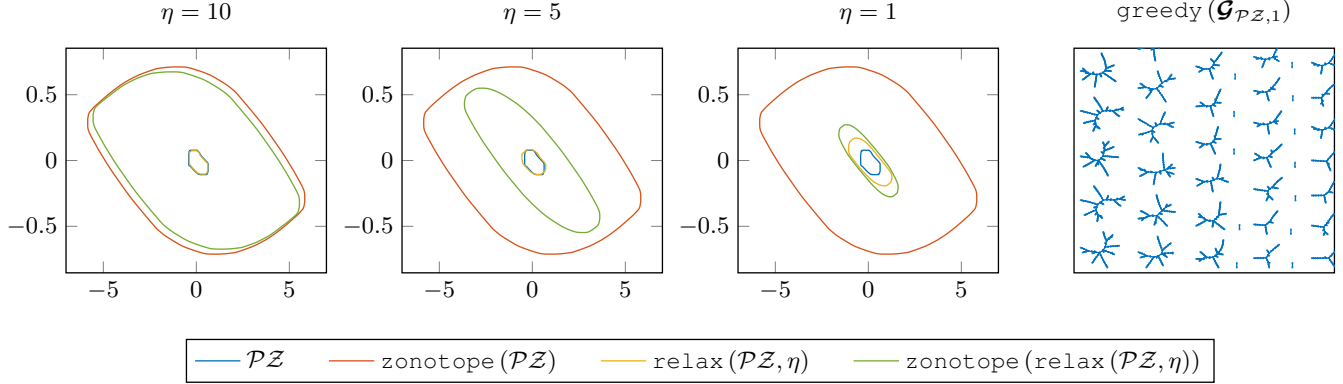 η = 10
η = 5
η = 1
greedy(𝓖_{𝒫𝒵,1})
0.5
0
−0.5
−5 0 5
0.5
0
−0.5
−5 0 5
0.5
0
−0.5
−5 0 5
𝒫𝒵
zonotope(𝒫𝒵)
relax(𝒫𝒵, η)
zonotope(relax(𝒫𝒵, η))